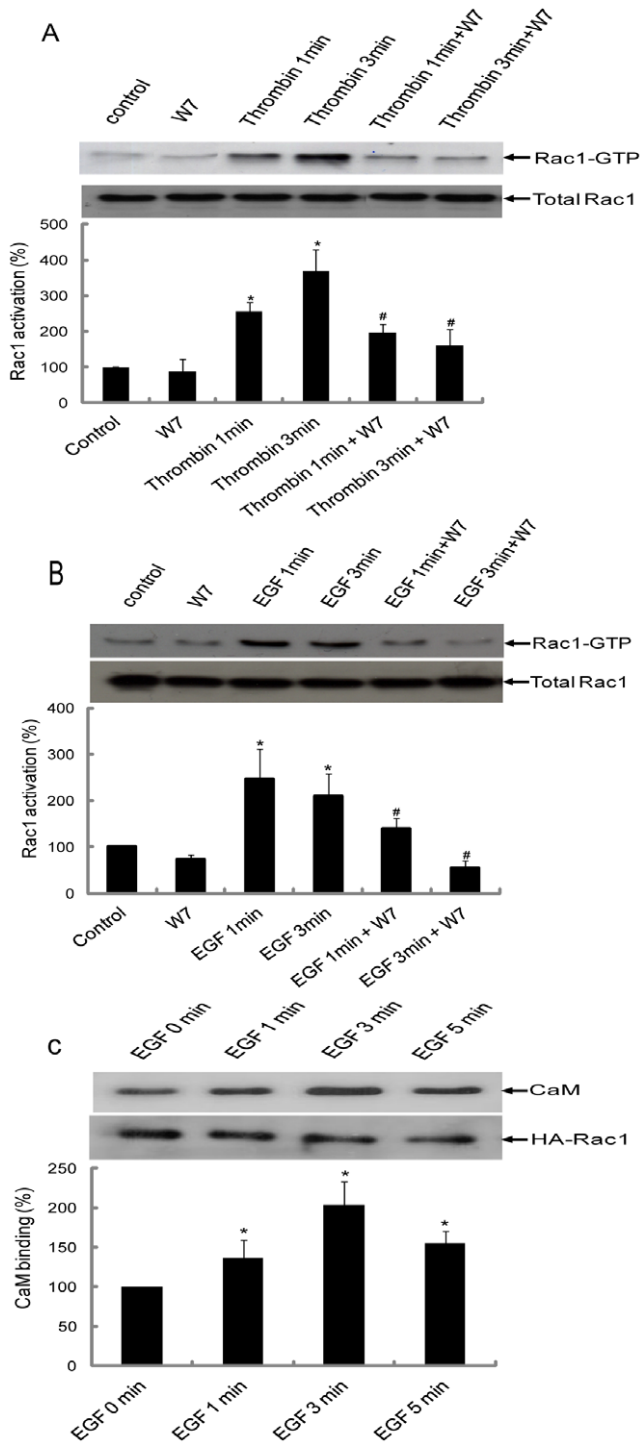 A
control
W7
Thrombin 1min
Thrombin 3min
Thrombin 1min+W7
Thrombin 3min+W7
Rac1-GTP
Total Rac1
Rac1 activation (%)
500
400
300
200
100
0
*
*
#
#
Control
W7
Thrombin 1min
Thrombin 3min
Thrombin 1min + W7
Thrombin 3min + W7
B
control
W7
EGF 1min
EGF 3min
EGF 1min+W7
EGF 3min+W7
Rac1-GTP
Total Rac1
Rac1 activation (%)
400
300
200
100
0
*
*
#
#
Control
W7
EGF 1min
EGF 3min
EGF 1min + W7
EGF 3min + W7
C
EGF 0 min
EGF 1 min
EGF 3 min
EGF 5 min
CaM
HA-Rac1
CaM binding (%)
250
200
150
100
50
0
*
*
*
EGF 0 min
EGF 1 min
EGF 3 min
EGF 5 min